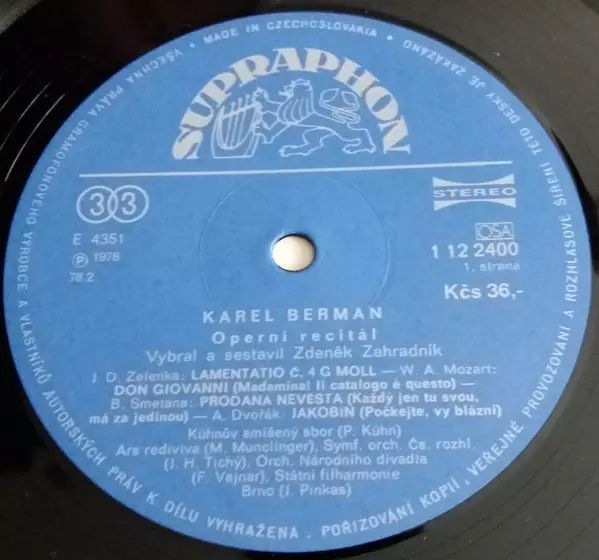 MADE IN CZECHOSLOVAKIA • VŠECHNA PRÁVA GRAMOFONOVÉHO VÝROBCE A VLASTNÍKŮ AUTORSKÝCH PRÁV K DÍLU VYHRAŽENA. POŘIZOVÁNÍ KOPIÍ, VEŘEJNÉ PROVOZOVÁNÍ A ROZHLASOVÉ ŠÍŘENÍ TÉTO DESKY JE ZAKÁZÁNO
SUPRAPHON
33
STEREO
E 4351
℗ 1978
78.2
OSA
1 12 2400
1. strana
Kčs 36,-
KAREL BERMAN
Operní recitál
Vybral a sestavil Zdeněk Zahradník
J. D. Zelenka: LAMENTATIO Č. 4 G MOLL — W. A. Mozart:
DON GIOVANNI (Madamina! Il catalogo è questo) —
B. Smetana: PRODANÁ NEVĚSTA (Každý jen tu svou,
má za jedinou) — A. Dvořák: JAKOBÍN (Počkejte, vy blázni)
Kühnův smíšený sbor (P. Kühn)
Ars rediviva (M. Munclinger), Symf. orch. Čs. rozhl.
(J. H. Tichý), Orch. Národního divadla
(F. Vajnar), Státní filharmonie
Brno (J. Pinkas)